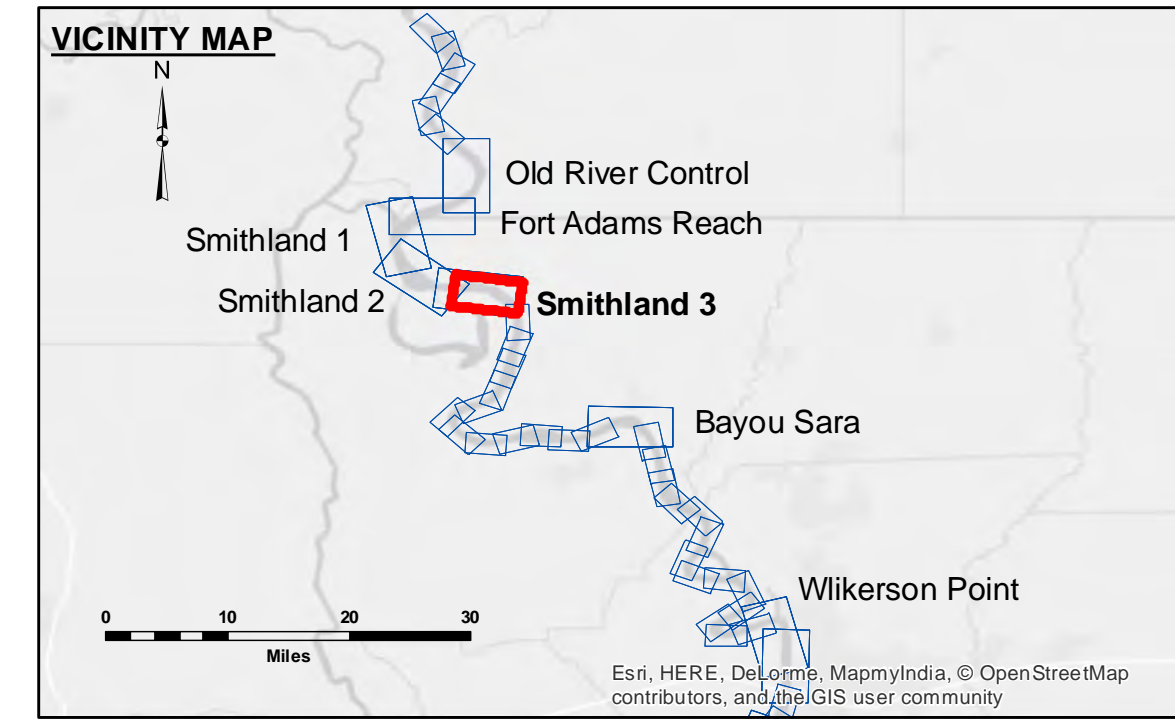 VICINITY MAP
N
Old River Control
Fort Adams Reach
Smithland 1
Smithland 2
Smithland 3
Bayou Sara
Wlikerson Point
0 10 20 30
Miles
Esri, HERE, DeLorme, MapmyIndia, © OpenStreetMap
contributors, and the GIS user community